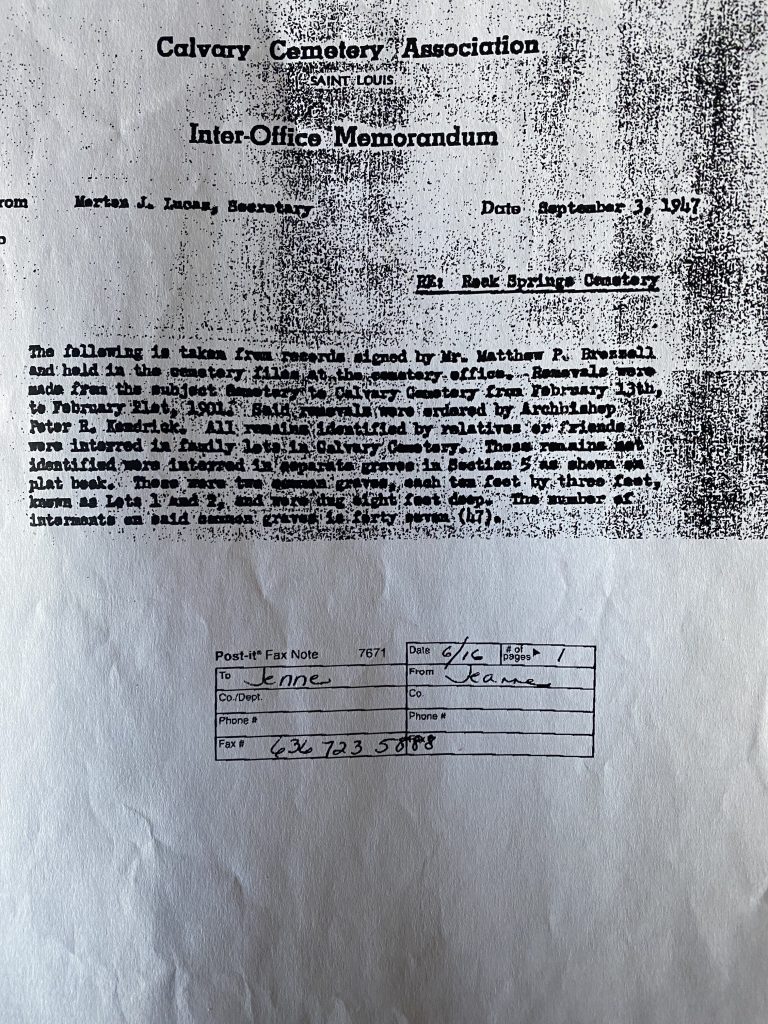 Calvary Cemetery Association
SAINT LOUIS
Inter-Office Memorandum
rom Merten J. Lucas, Secretary Date September 3, 1947
o
RE: Rock Springs Cemetery
The following is taken from records signed by Mr. Matthew P.
and held in the cemetery files at the cemetery office. Removals were
made from the subject Cemetery to Calvary Cemetery from February 13th,
to February 21st, 1901. Said removals were ordered by Archbishop
Peter R. Kendrick. All remains identified by relatives or friends
were interred in family lots in Calvary Cemetery. Those remains not
identified were interred in separate graves in Section 5 as shown on
plat book. These were two common graves, each ten feet by three feet,
known as Lots 1 and 2, and were dug eight feet deep. The number of
interments on said common graves is forty seven (47).
Post-it® Fax Note 7671 Date 6/16 # of pages ▶ 1
To Jenne From Jeanne
Co./Dept. Co.
Phone # Phone #
Fax # 636 723